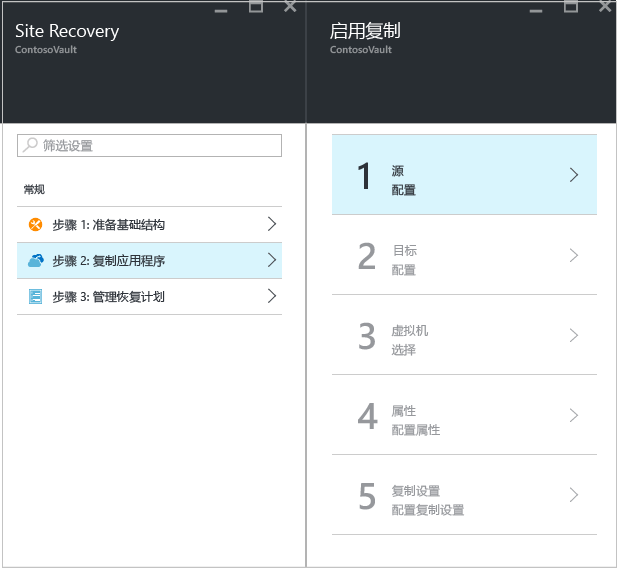 Site Recovery
ContosoVault
筛选设置
常规
步骤 1: 准备基础结构
步骤 2: 复制应用程序
步骤 3: 管理恢复计划
启用复制
ContosoVault
1
源
配置
2
目标
配置
3
虚拟机
选择
4
属性
配置属性
5
复制设置
配置复制设置